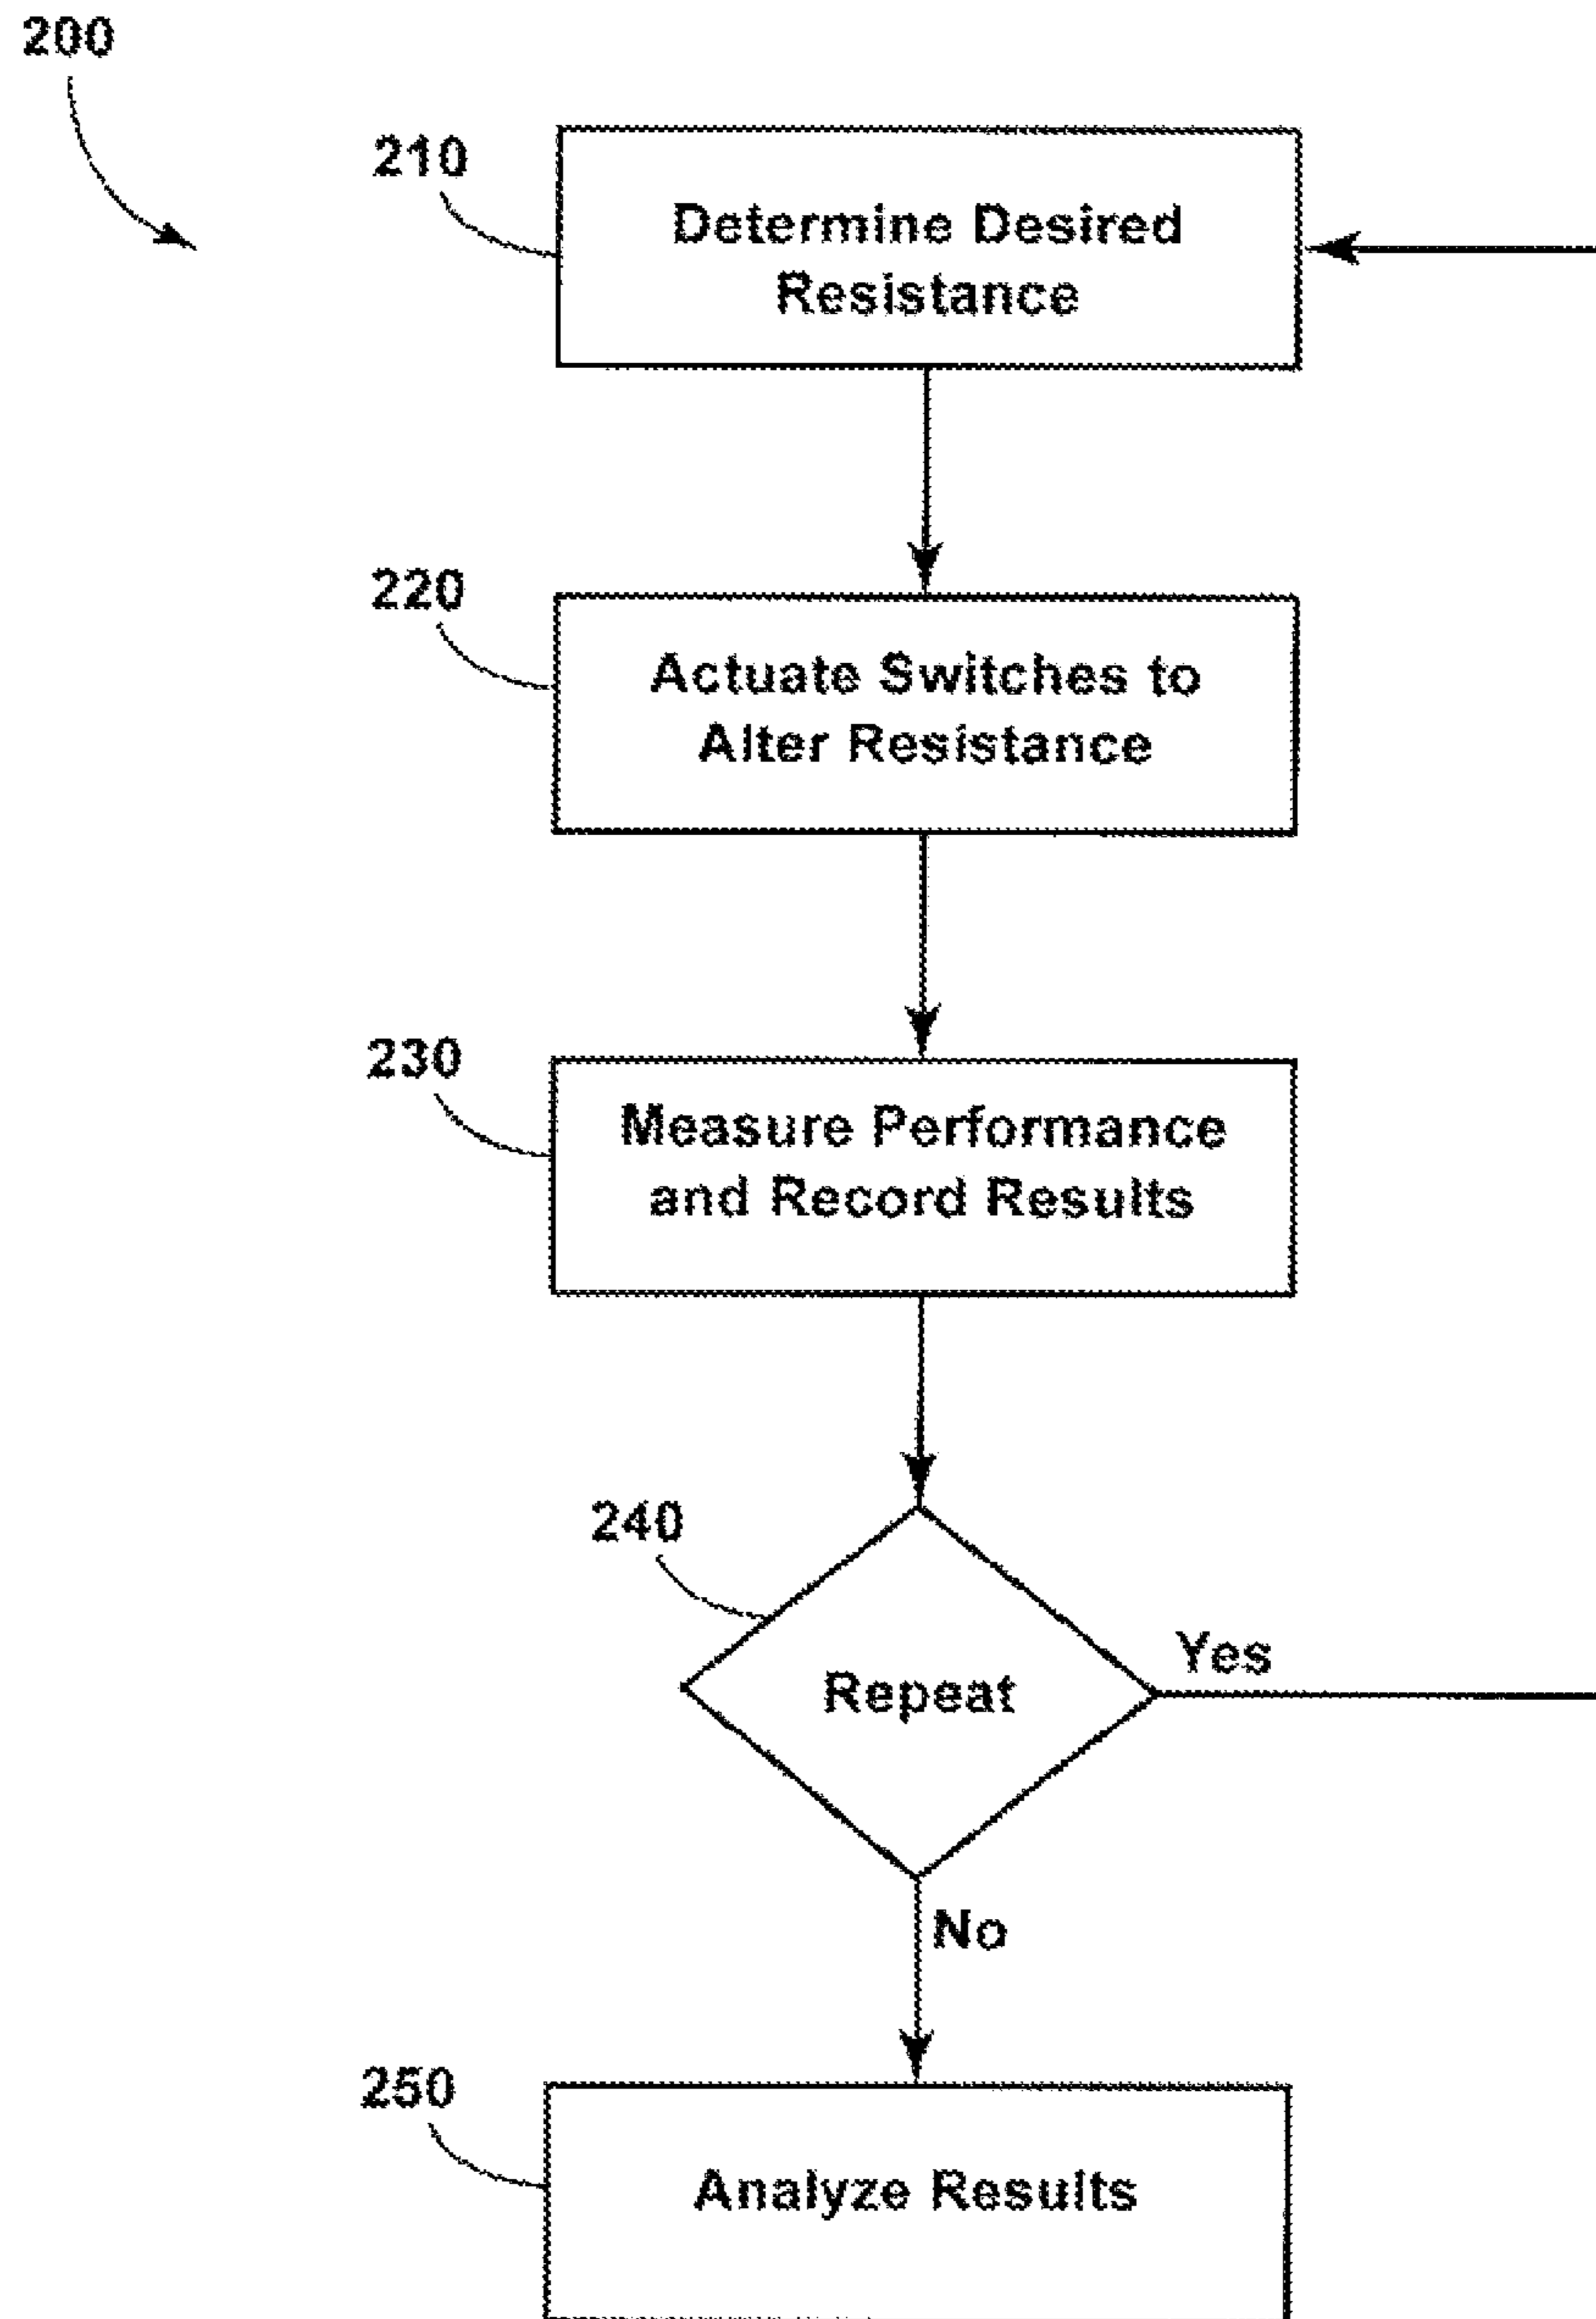 200
210
Determine Desired
Resistance
220
Actuate Switches to
Alter Resistance
230
Measure Performance
and Record Results
240
Repeat
Yes
No
250
Analyze Results